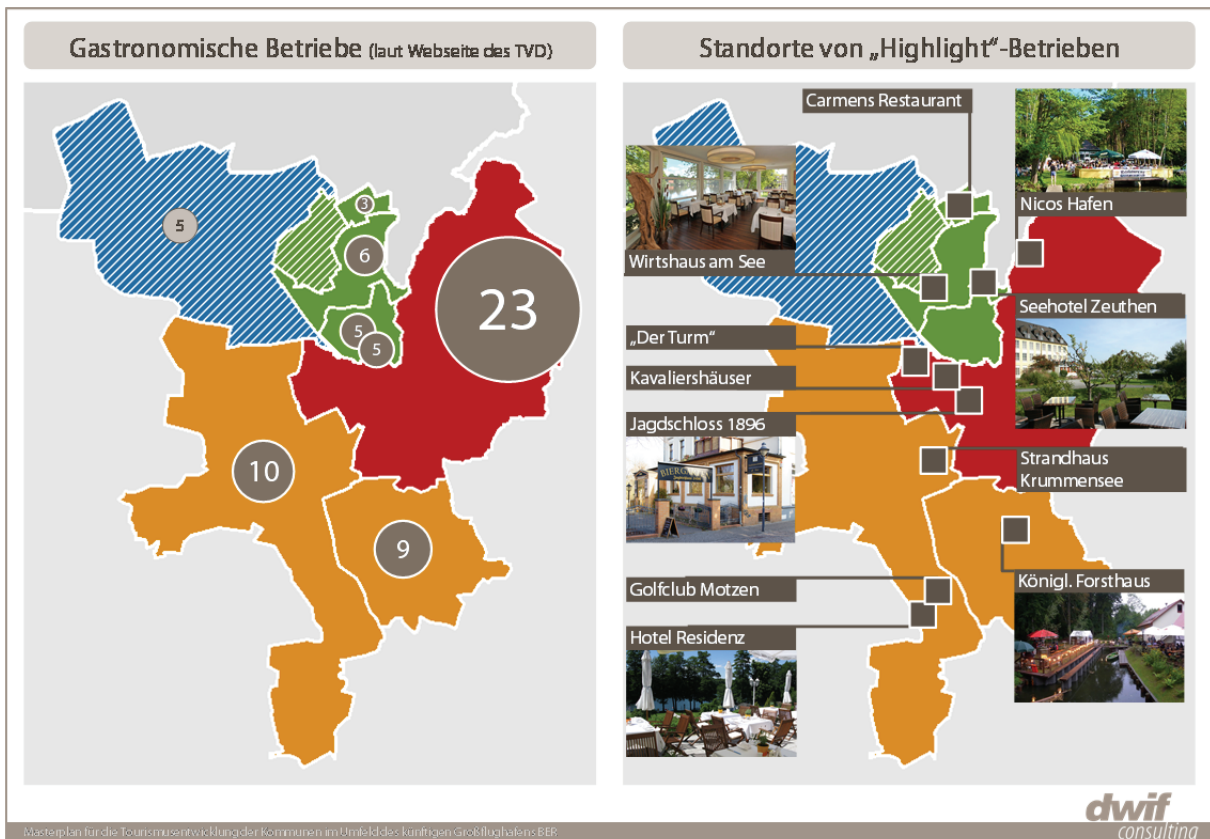 Gastronomische Betriebe (laut Webseite des TVD)
5
3
6
5
5
23
10
9
Standorte von „Highlight“-Betrieben
Carmens Restaurant
Nicos Hafen
Wirtshaus am See
Seehotel Zeuthen
„Der Turm“
Kavaliershäuser
Jagdschloss 1896
BIERGARTEN
Strandhaus
Krummensee
Golfclub Motzen
Königl. Forsthaus
Hotel Residenz
Masterplan für die Tourismusentwicklung der Kommunen im Umfeld des künftigen Großflughafens BER
dwif
consulting